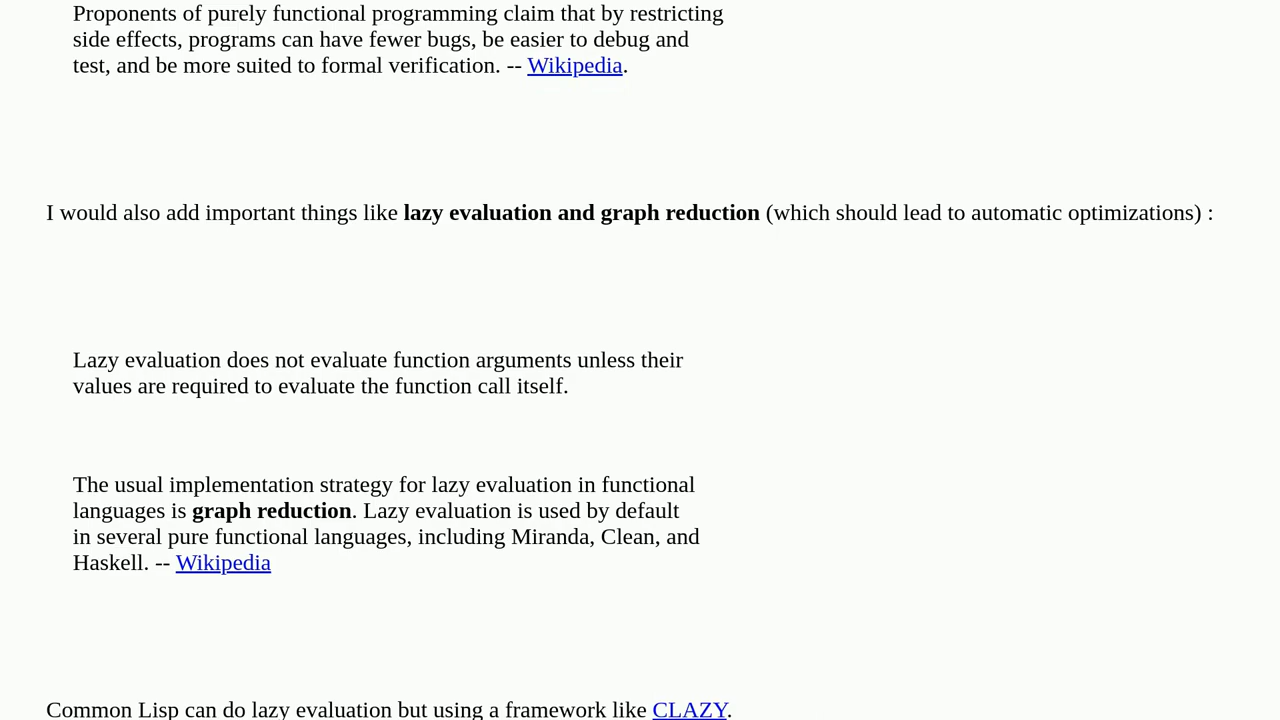 Proponents of purely functional programming claim that by restricting
side effects, programs can have fewer bugs, be easier to debug and
test, and be more suited to formal verification. -- Wikipedia.
I would also add important things like lazy evaluation and graph reduction (which should lead to automatic optimizations) :
Lazy evaluation does not evaluate function arguments unless their
values are required to evaluate the function call itself.
The usual implementation strategy for lazy evaluation in functional
languages is graph reduction. Lazy evaluation is used by default
in several pure functional languages, including Miranda, Clean, and
Haskell. -- Wikipedia
Common Lisp can do lazy evaluation but using a framework like CLAZY.